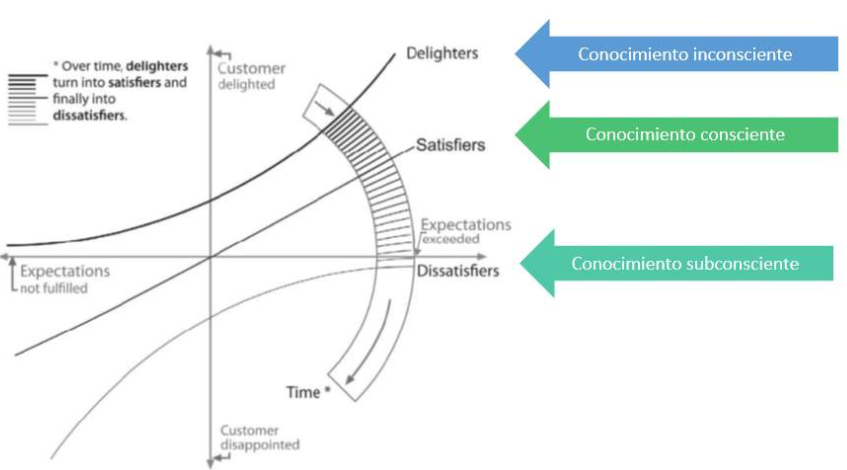 * Over time, delighters
turn into satisfiers and
finally into
dissatisfiers.
Customer
delighted
Delighters
Conocimiento inconsciente
Satisfiers
Conocimiento consciente
Expectations
exceeded
Expectations
not fulfilled
Dissatisfiers
Conocimiento subconsciente
Time *
Customer
disappointed